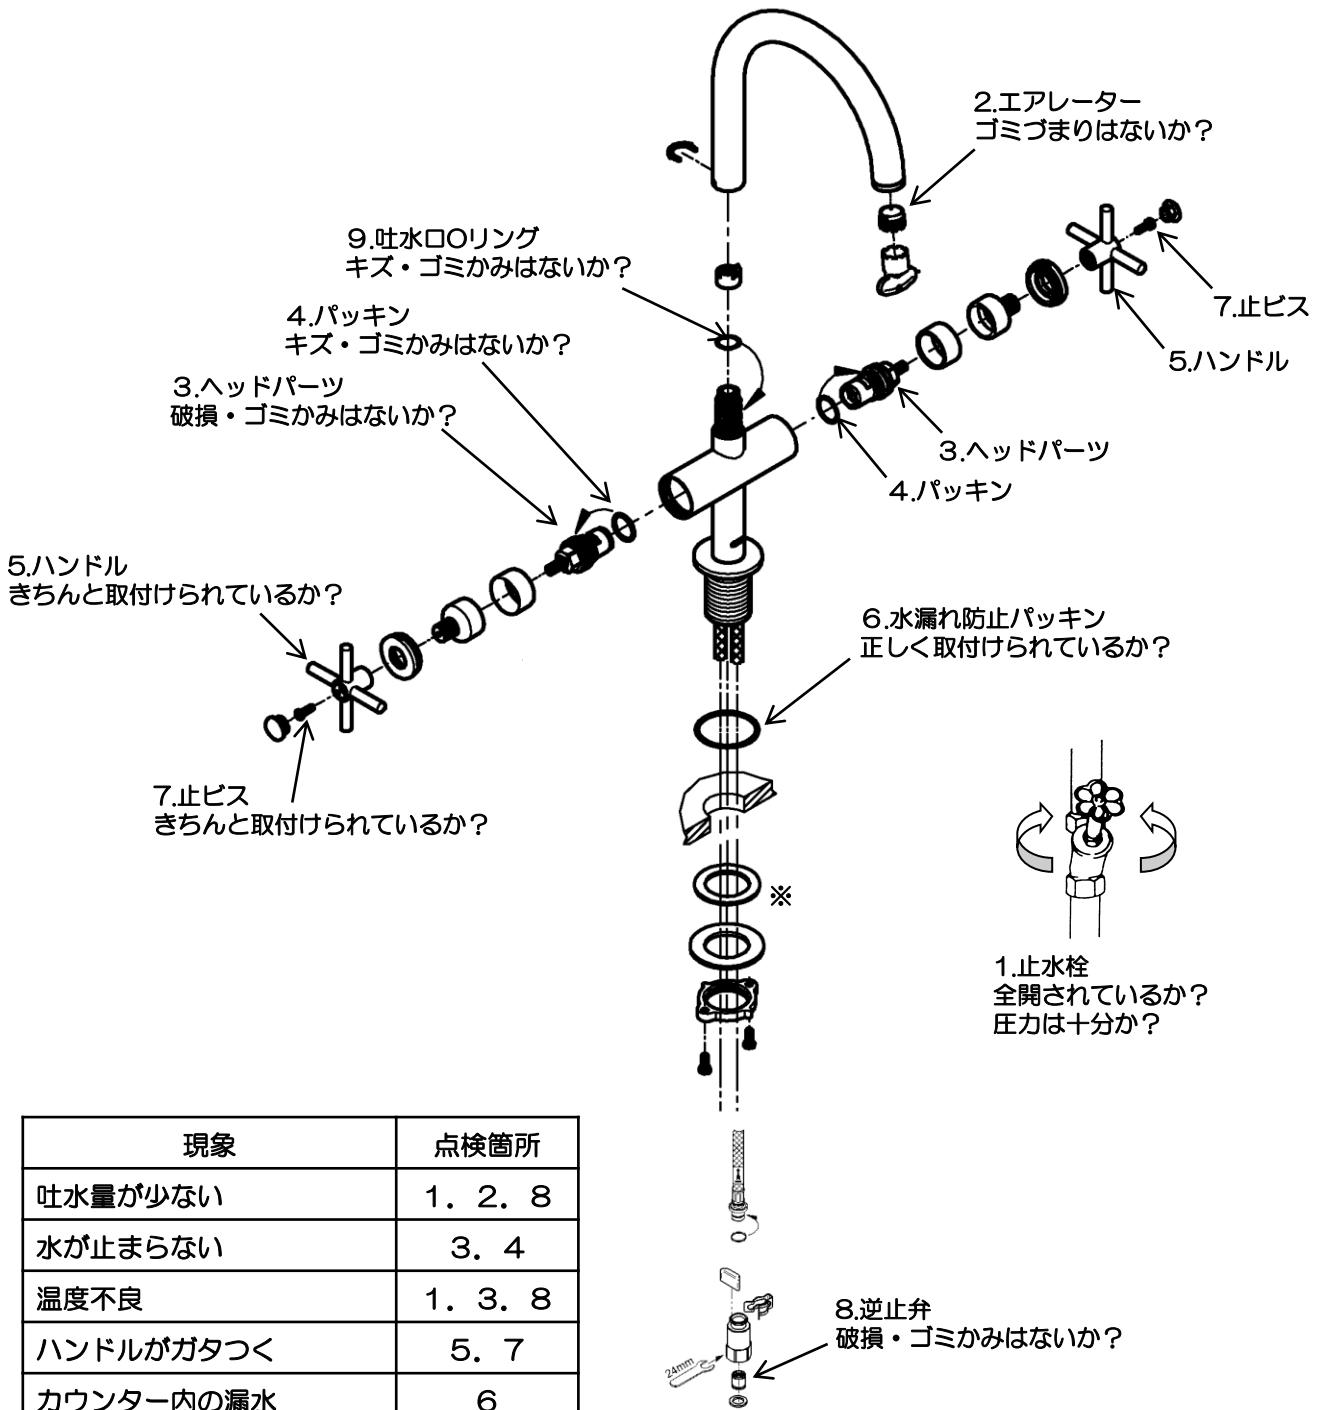 2.エアレーター
ゴミづまりはないか？
9.吐水口Oリング
キズ・ゴミかみはないか？
4.パッキン
キズ・ゴミかみはないか？
3.ヘッドパーツ
破損・ゴミかみはないか？
7.止ビス
5.ハンドル
3.ヘッドパーツ
4.パッキン
5.ハンドル
きちんと取付けられているか？
6.水漏れ防止パッキン
正しく取付けられているか？
7.止ビス
きちんと取付けられているか？
※
1.止水栓
全開されているか？
圧力は十分か？
現象 点検箇所
吐水量が少ない 1．2．8
水が止まらない 3．4
温度不良 1．3．8
ハンドルがガタつく 5．7
カウンター内の漏水 6
8.逆止弁
破損・ゴミかみはないか？
24mm